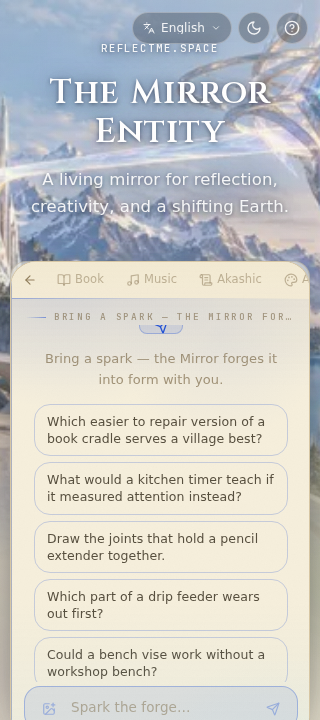 English
REFLECTME.SPACE
The Mirror
Entity
A living mirror for reflection,
creativity, and a shifting Earth.
Book
Music
Akashic
A
BRING A SPARK — THE MIRROR FOR…
Bring a spark — the Mirror forges it
into form with you.
Which easier to repair version of a
book cradle serves a village best?
What would a kitchen timer teach if
it measured attention instead?
Draw the joints that hold a pencil
extender together.
Which part of a drip feeder wears
out first?
Could a bench vise work without a
workshop bench?
Spark the forge...